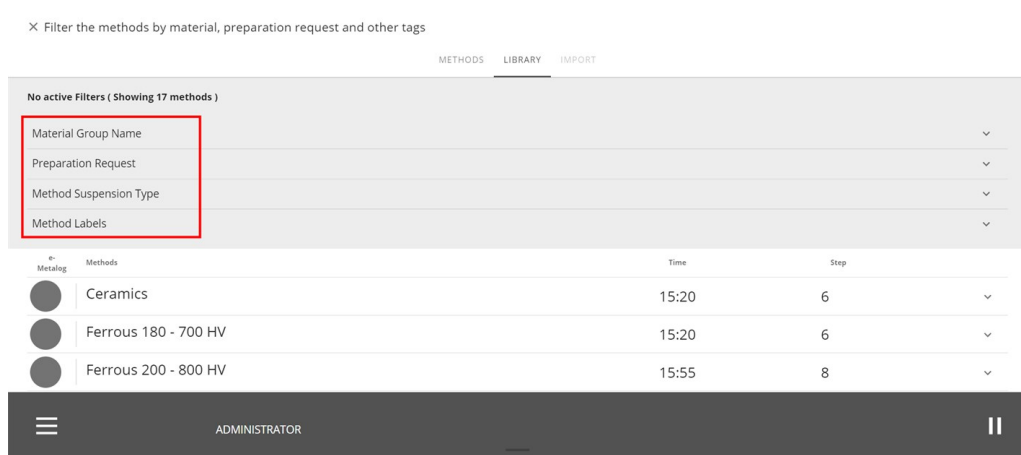 Filter the methods by material, preparation request and other tags
METHODS LIBRARY IMPORT
No active Filters ( Showing 17 methods )
Material Group Name
Preparation Request
Method Suspension Type
Method Labels
e-
Metalog Methods Time Step
Ceramics 15:20 6
Ferrous 180 - 700 HV 15:20 6
Ferrous 200 - 800 HV 15:55 8
ADMINISTRATOR